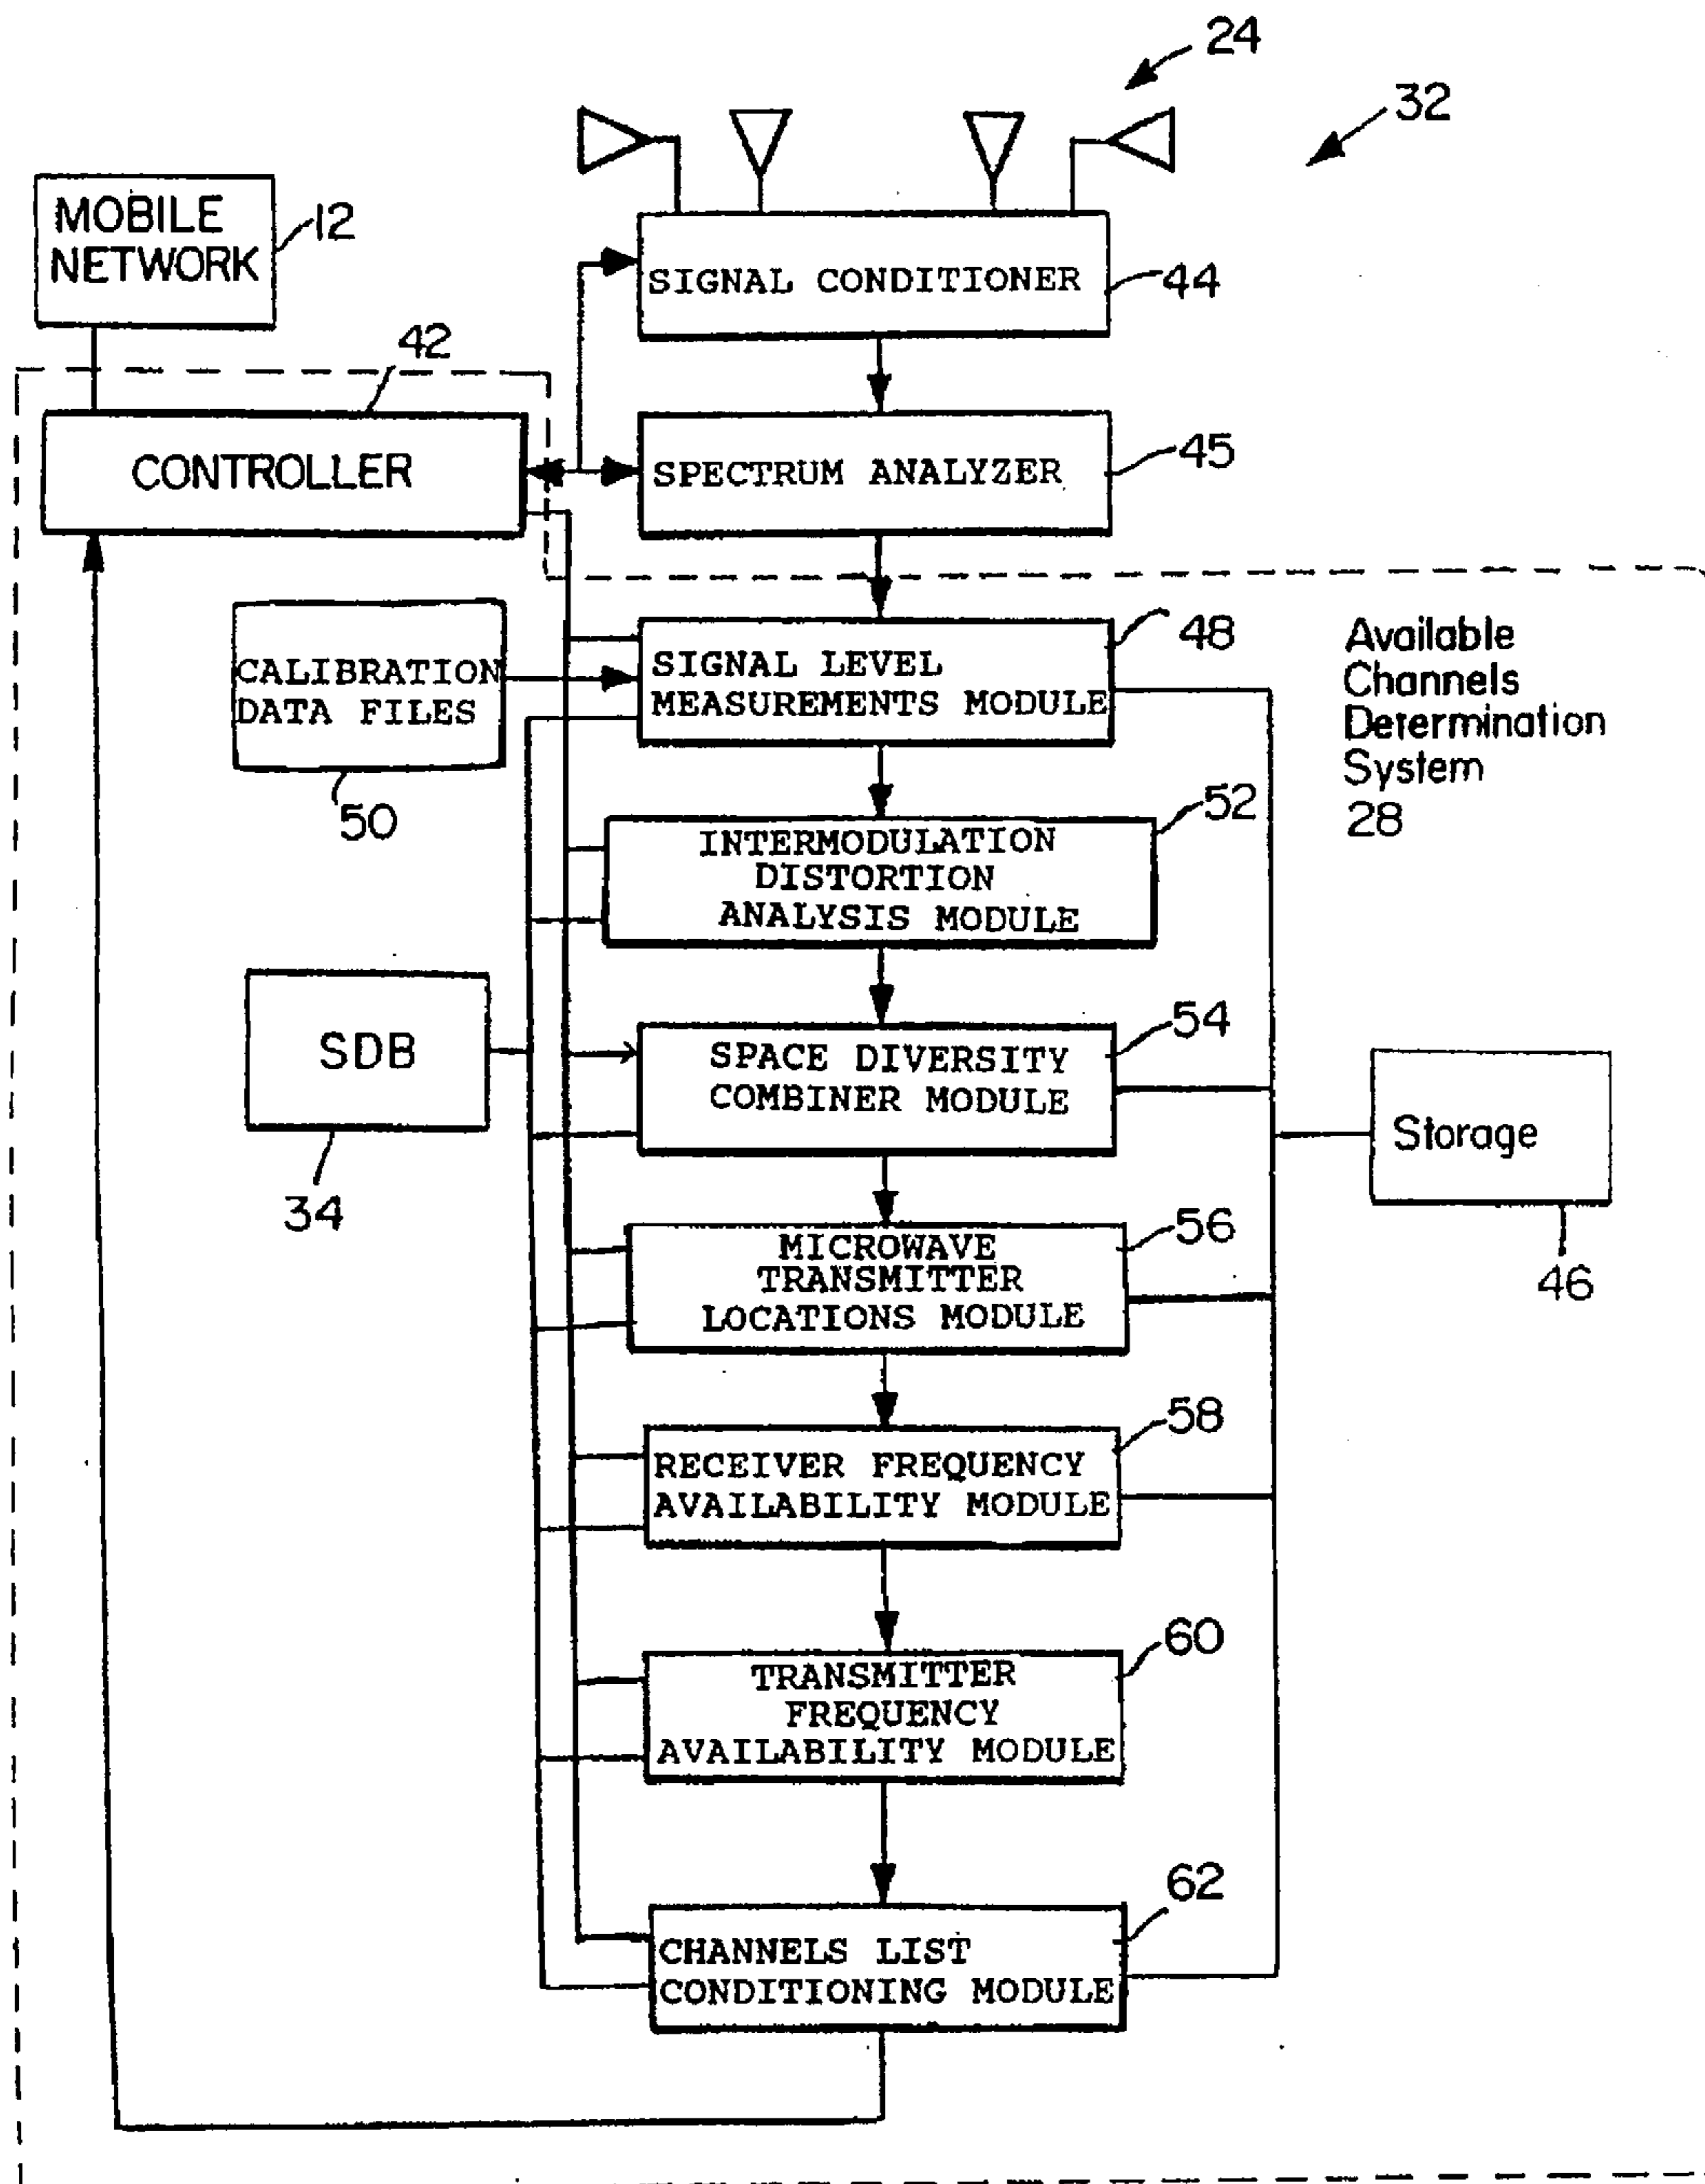 24
32
MOBILE
NETWORK
12
SIGNAL CONDITIONER
44
42
CONTROLLER
SPECTRUM ANALYZER
45
CALIBRATION
DATA FILES
50
SIGNAL LEVEL
MEASUREMENTS MODULE
48
Available
Channels
Determination
System
28
INTERMODULATION
DISTORTION
ANALYSIS MODULE
52
SDB
34
SPACE DIVERSITY
COMBINER MODULE
54
Storage
46
MICROWAVE
TRANSMITTER
LOCATIONS MODULE
56
RECEIVER FREQUENCY
AVAILABILITY MODULE
58
TRANSMITTER
FREQUENCY
AVAILABILITY MODULE
60
CHANNELS LIST
CONDITIONING MODULE
62